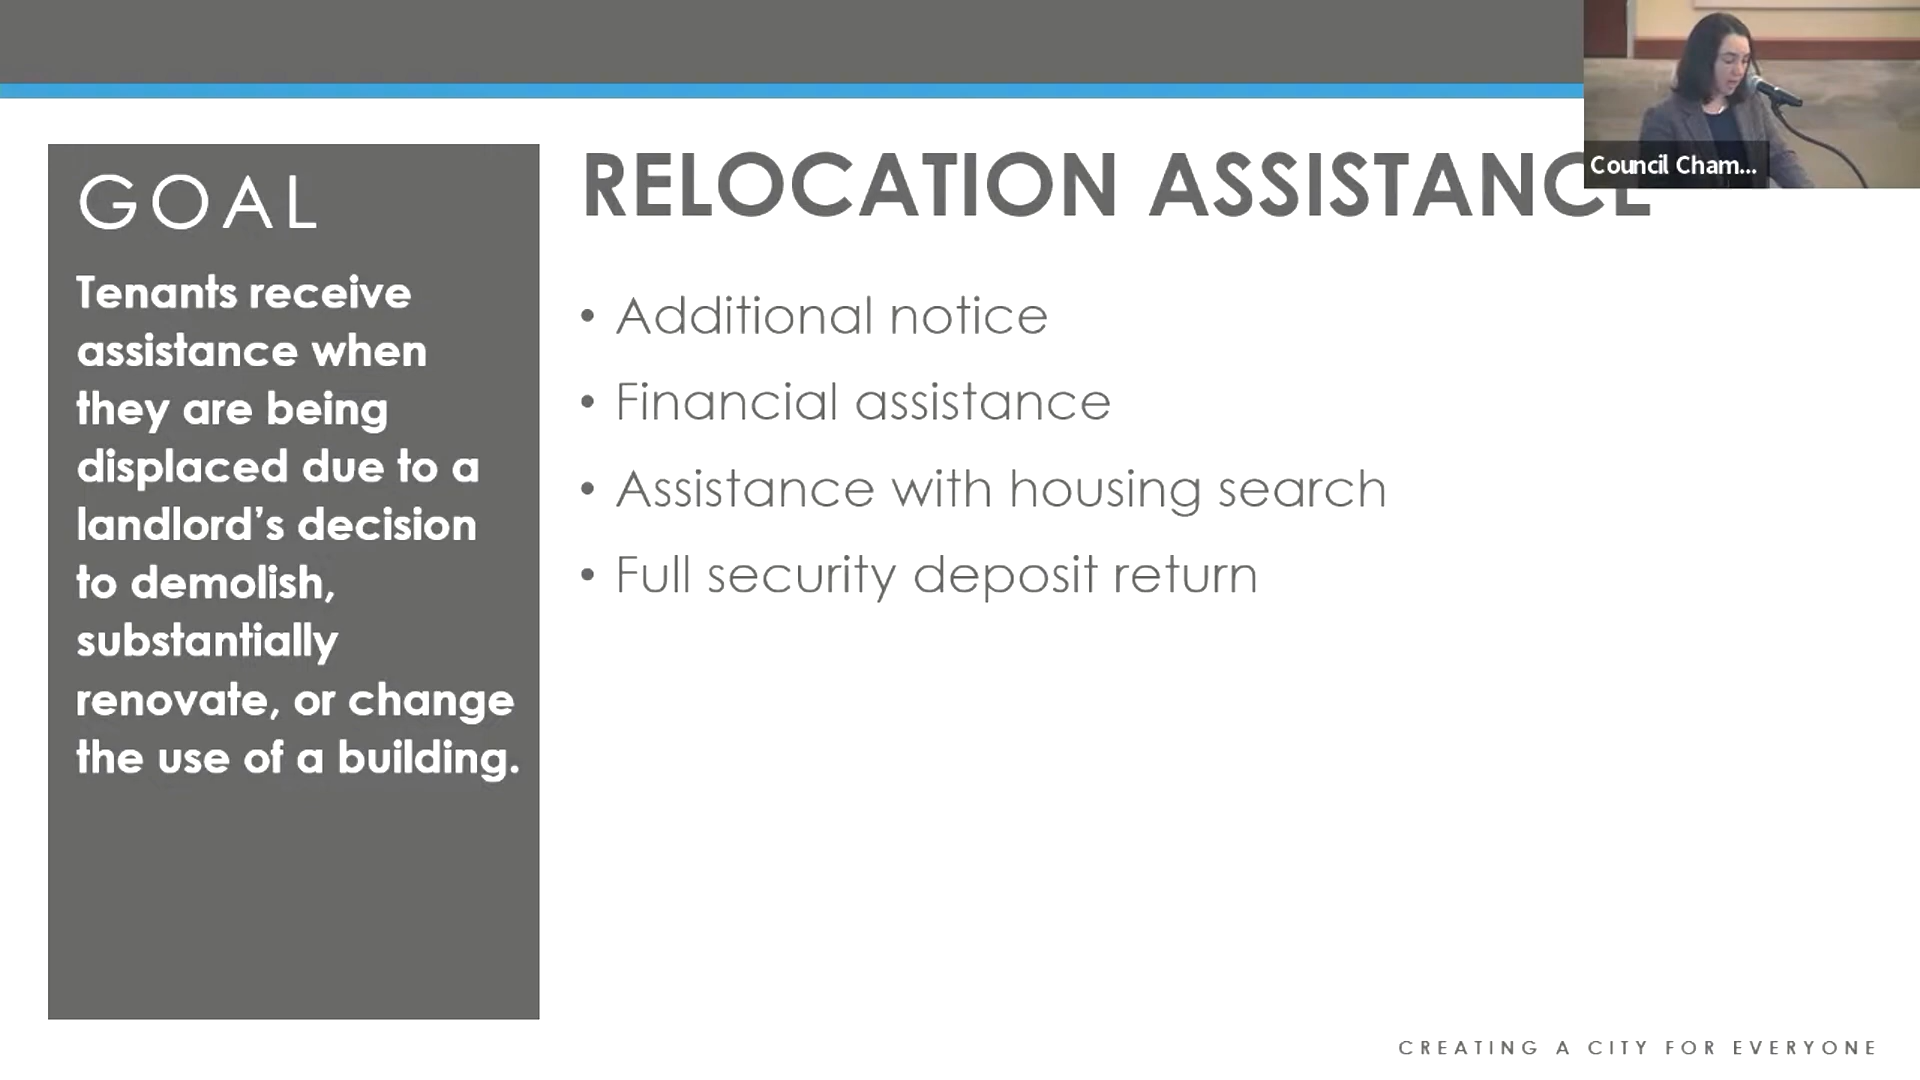 GOAL
Tenants receive
assistance when
they are being
displaced due to a
landlord’s decision
to demolish,
substantially
renovate, or change
the use of a building.
RELOCATION ASSISTANCE
• Additional notice
• Financial assistance
• Assistance with housing search
• Full security deposit return
Council Cham...
CREATING A CITY FOR EVERYONE